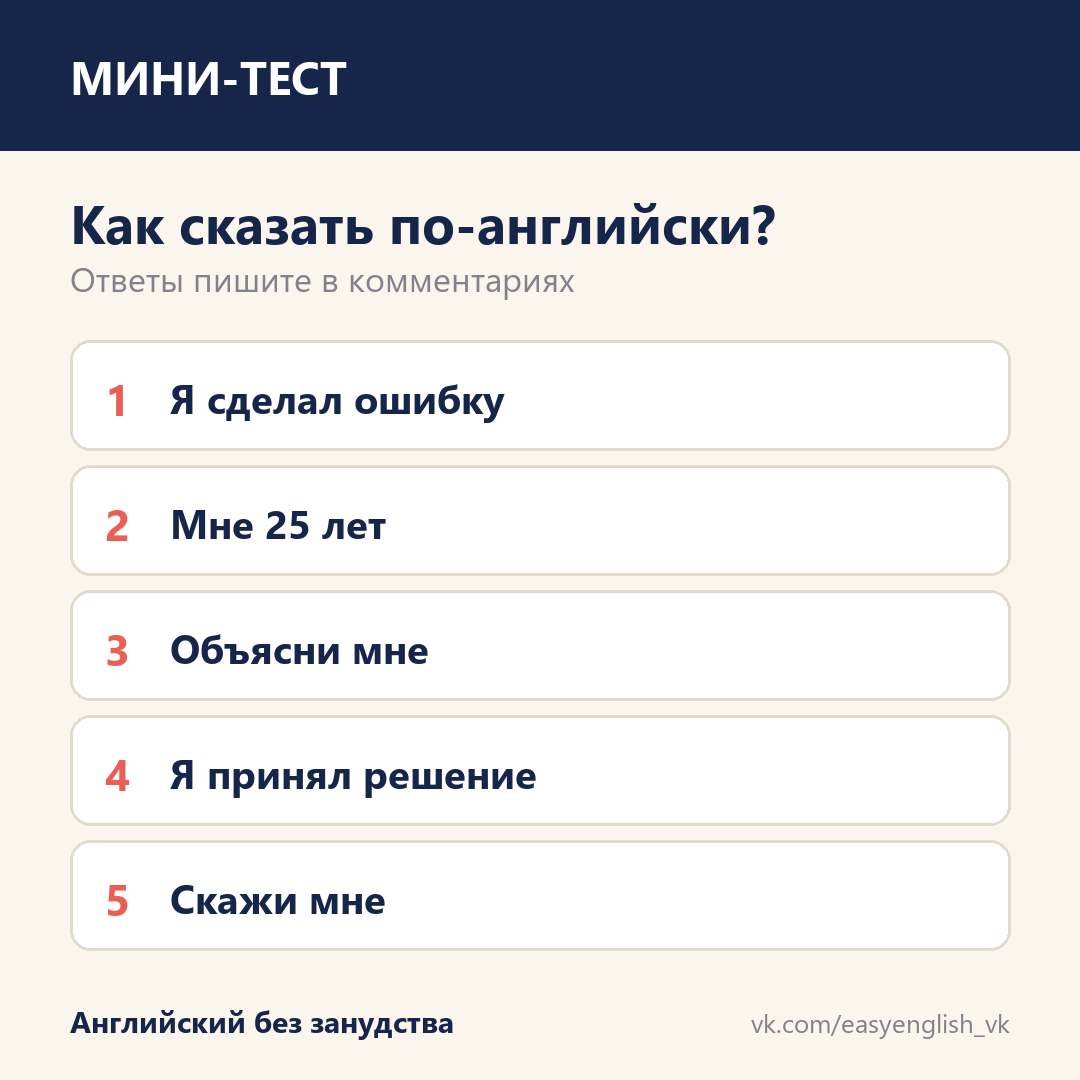 МИНИ-ТЕСТ
Как сказать по-английски?
Ответы пишите в комментариях
1 Я сделал ошибку
2 Мне 25 лет
3 Объясни мне
4 Я принял решение
5 Скажи мне
Английский без занудства vk.com/easyenglish_vk